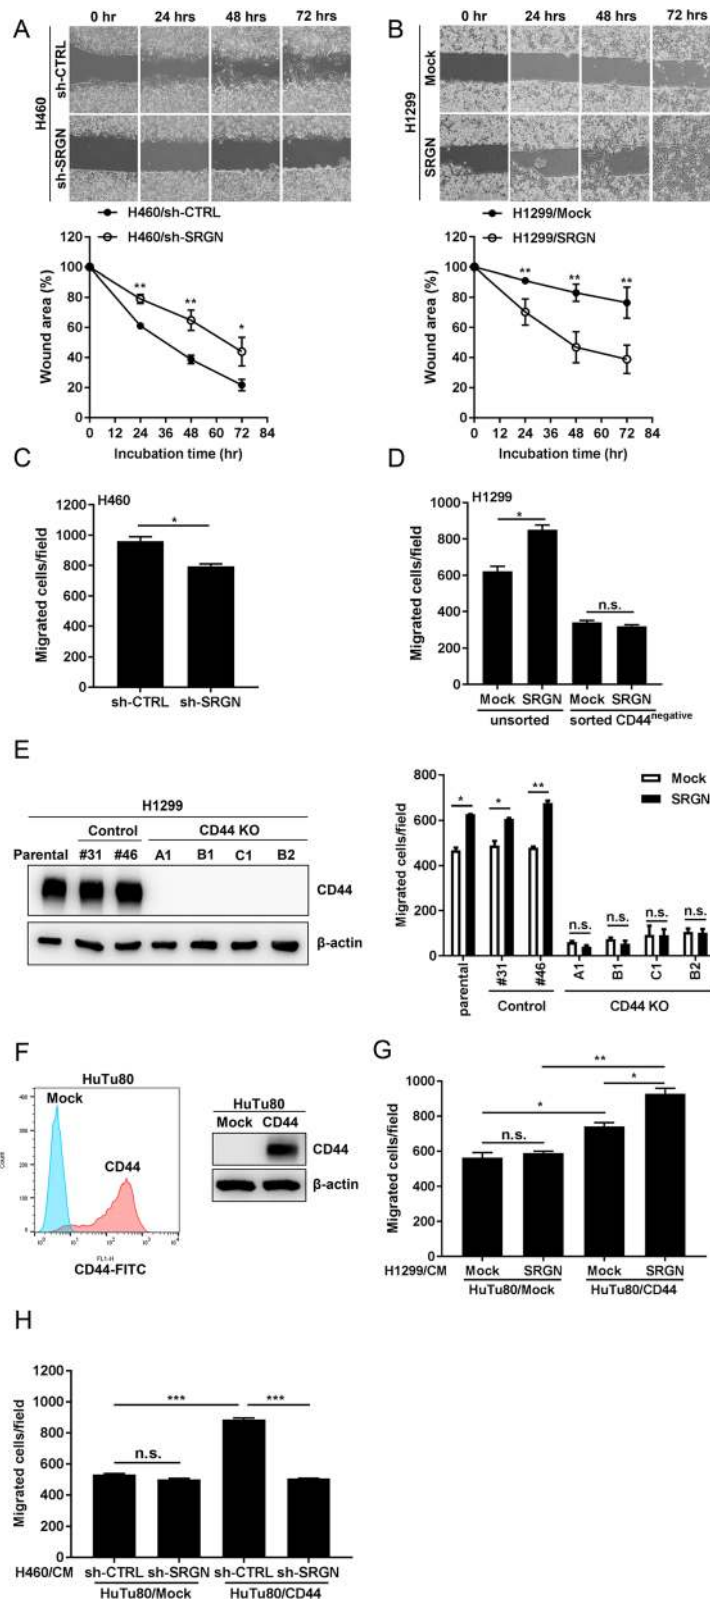 A
0 hr 24 hrs 48 hrs 72 hrs
H460
sh-CTRL
sh-SRGN
H460/sh-CTRL
H460/sh-SRGN
120
100
80
60
40
20
0
** ** *
Wound area (%)
0 12 24 36 48 60 72 84
Incubation time (hr)
B
0 hr 24 hrs 48 hrs 72 hrs
H1299
Mock
SRGN
H1299/Mock
H1299/SRGN
120
100
80
60
40
20
0
** ** **
Wound area (%)
0 12 24 36 48 60 72 84
Incubation time (hr)
C
H460
1200
1000
800
600
400
200
0
*
Migrated cells/field
sh-CTRL sh-SRGN
D
H1299
1000
800
600
400
200
0
*
n.s.
Migrated cells/field
Mock SRGN Mock SRGN
unsorted sorted CD44negative
E
H1299
Control CD44 KO
Parental #31 #46 A1 B1 C1 B2
CD44
β-actin
Mock
SRGN
800
600
400
200
0
* * **
n.s. n.s. n.s. n.s.
Migrated cells/field
parental #31 #46 A1 B1 C1 B2
Control CD44 KO
F
HuTu80
Mock
CD44
Count
300
200
100
0
FL1-H
CD44-FITC
HuTu80
Mock CD44
CD44
β-actin
G
1000
800
600
400
200
0
**
*
*
n.s.
Migrated cells/field
H1299/CM Mock SRGN Mock SRGN
HuTu80/Mock HuTu80/CD44
H
1200
1000
800
600
400
200
0
*** ***
n.s.
Migrated cells/field
H460/CM sh-CTRL sh-SRGN sh-CTRL sh-SRGN
HuTu80/Mock HuTu80/CD44